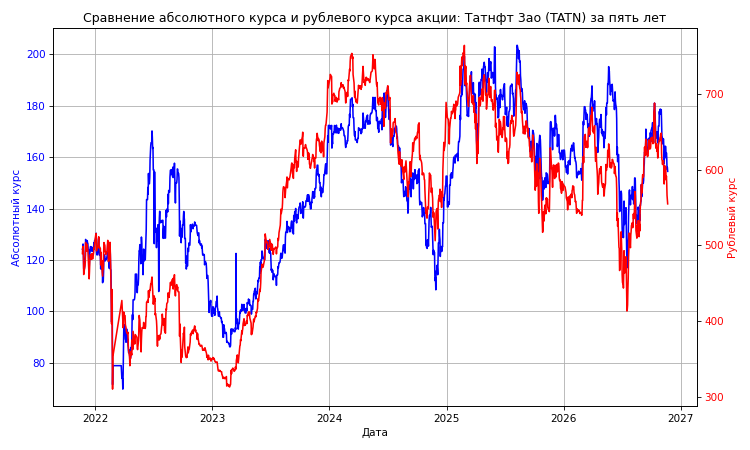 Сравнение абсолютного курса и рублевого курса акции: Татнфт 3ао (TATN) за пять лет
Абсолютный курс
200
180
160
140
120
100
80
700
600
500
400
300
Рублевый курс
2022 2023 2024 2025 2026 2027
Дата